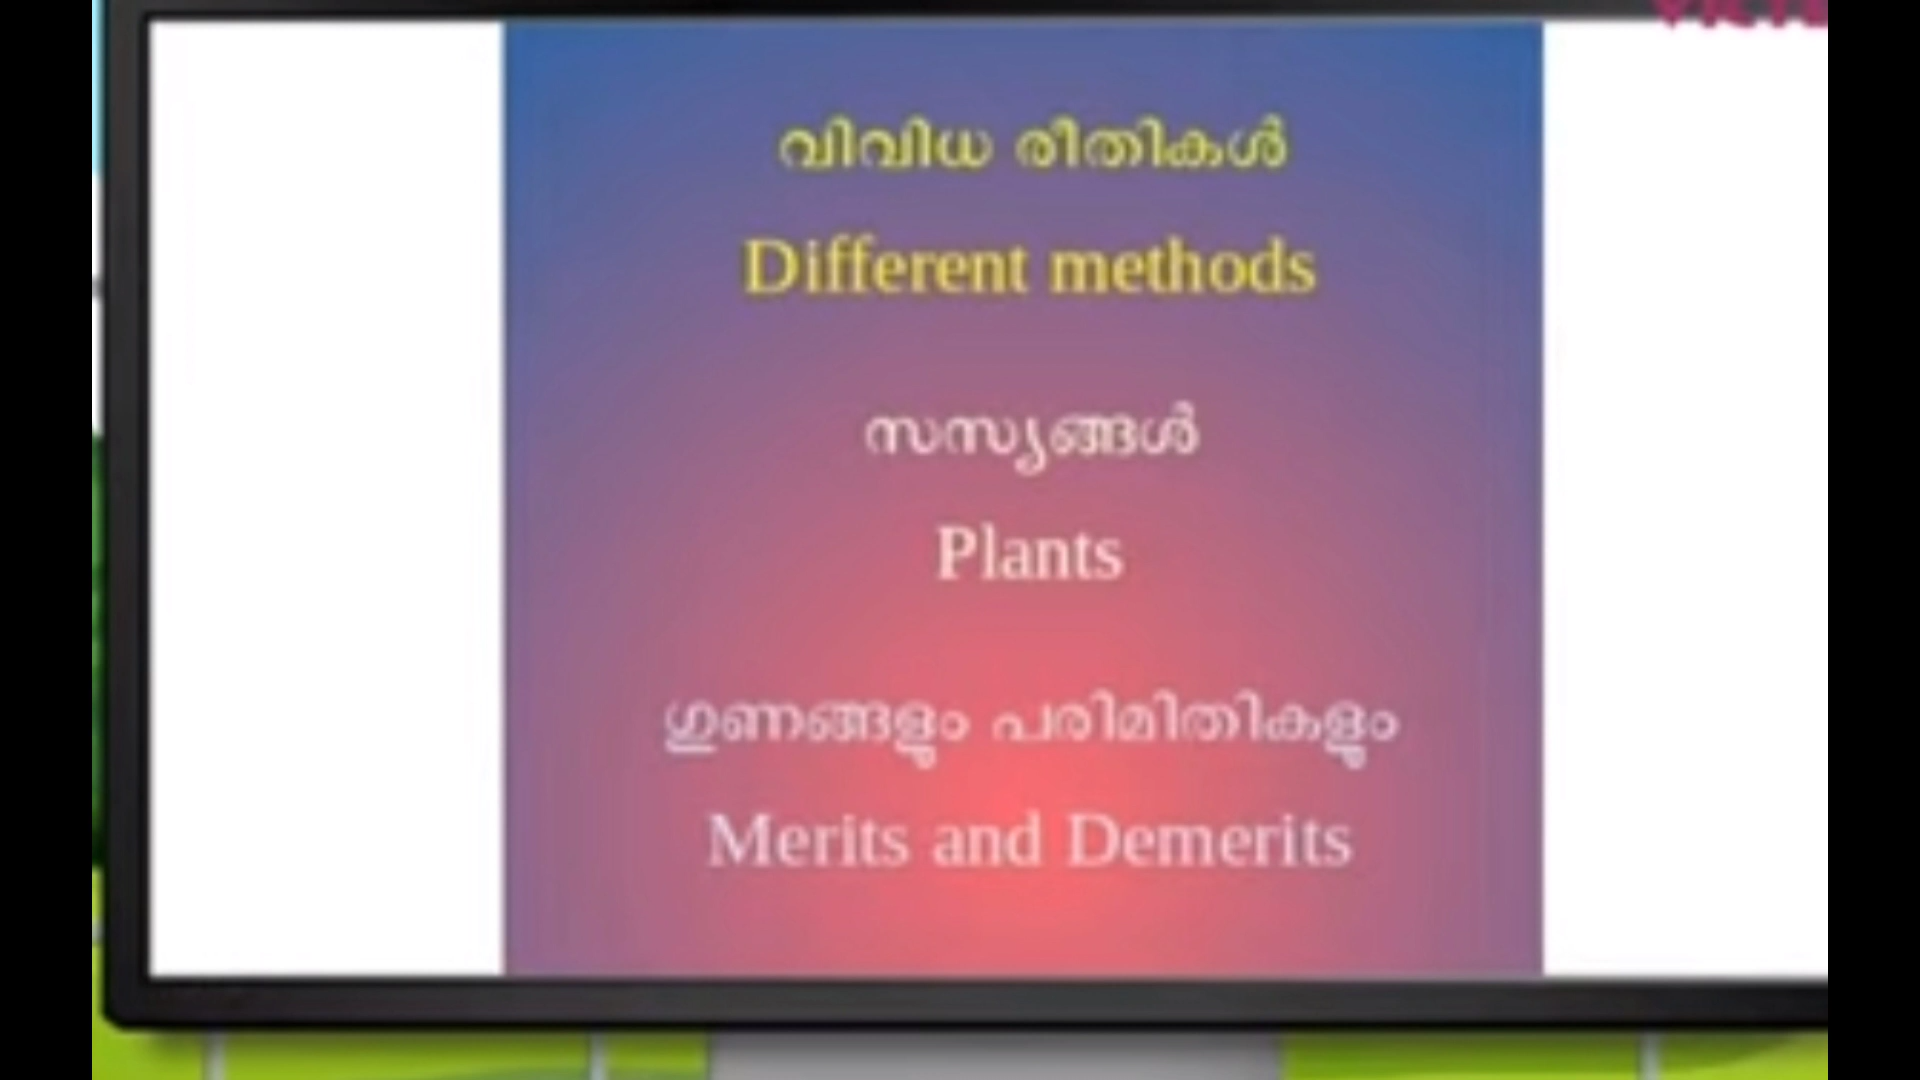 വിവിധ രീതികൾ
Different methods
സസ്യങ്ങൾ
Plants
ഗുണങ്ങളും പരിമിതികളും
Merits and Demerits